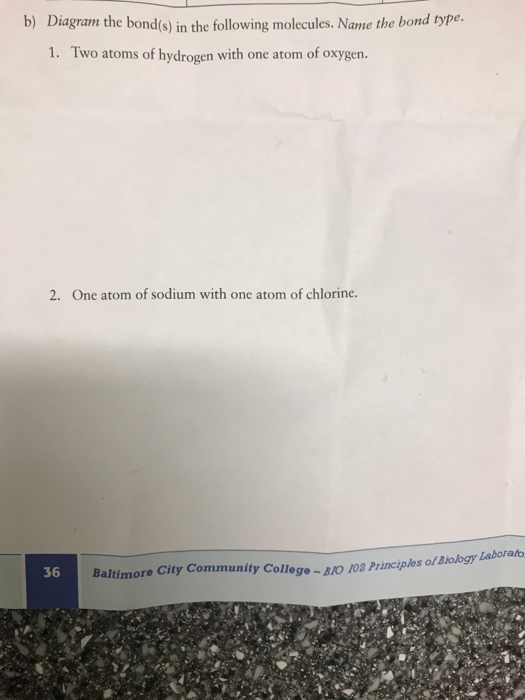 b) Diagram the bond(s) in the following molecules. Name the bond type.
1. Two atoms of hydrogen with one atom of oxygen.
2. One atom of sodium with one atom of chlorine.
36 Baltimore City Community College – BIO 102 Principles of Biology Laborato